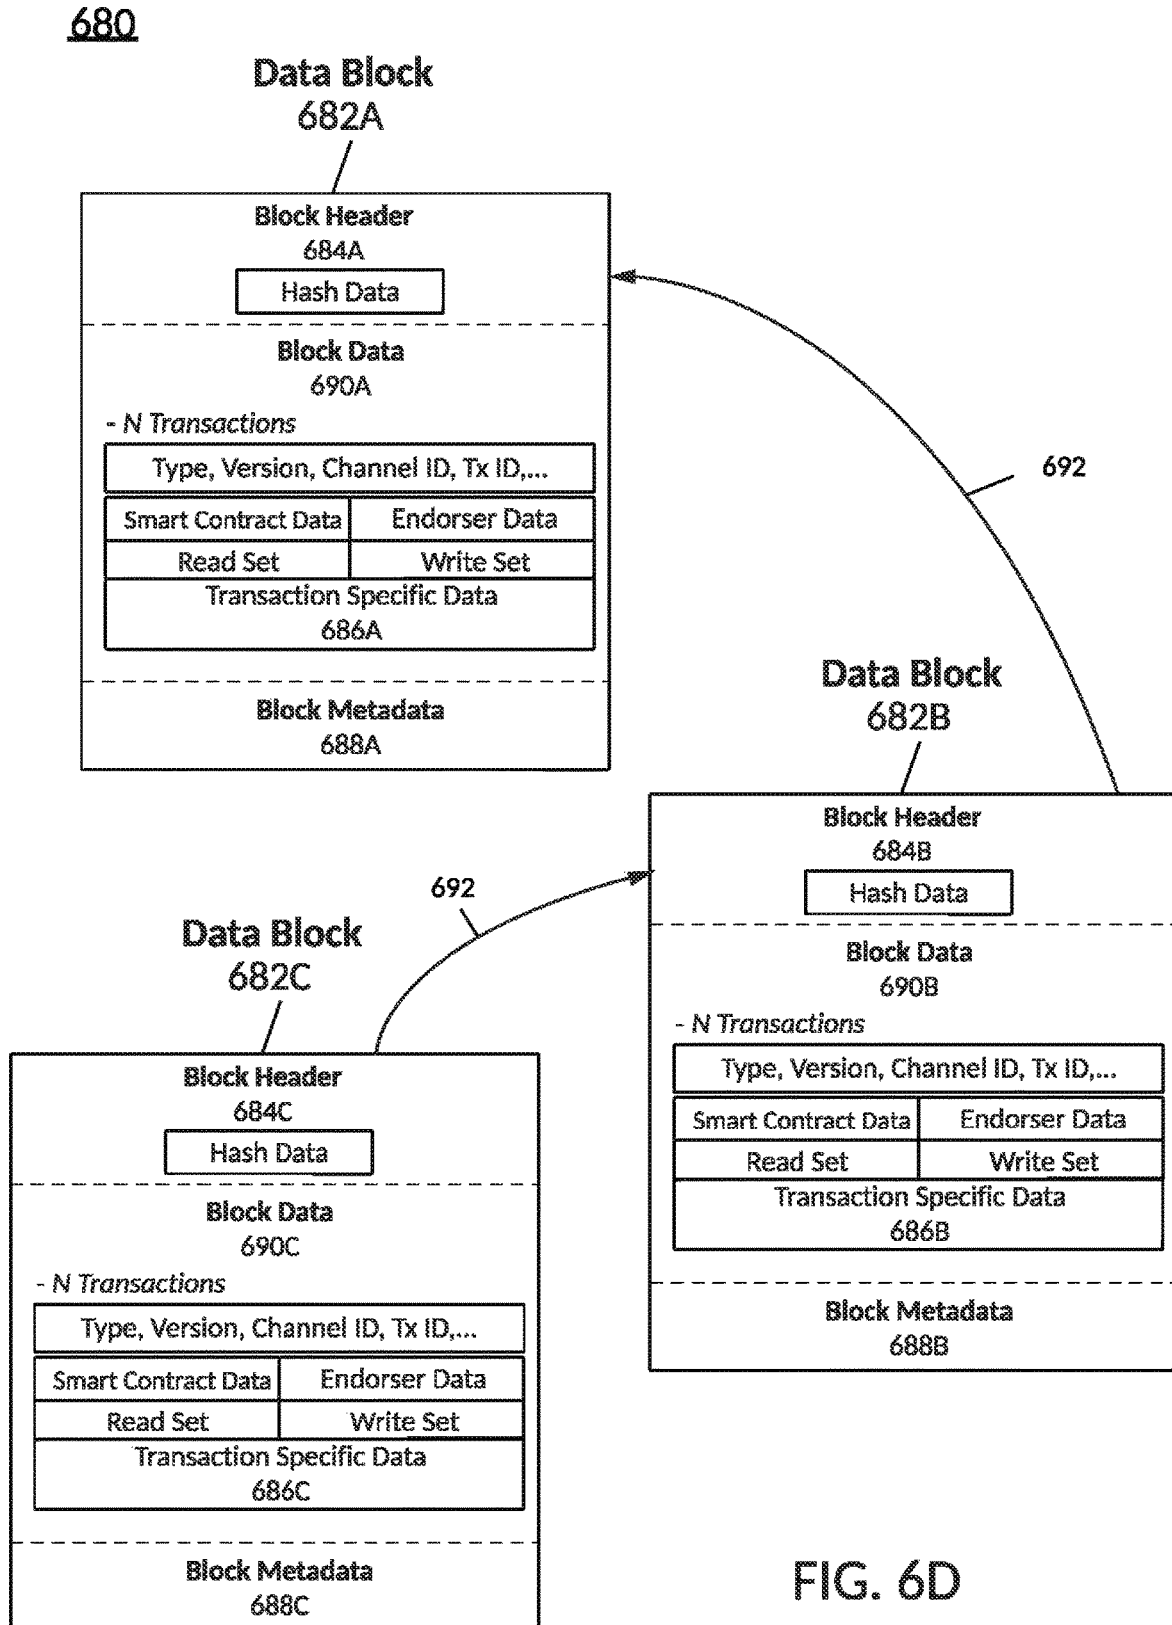 680
Data Block
682A
Block Header
684A
Hash Data
Block Data
690A
- N Transactions
Type, Version, Channel ID, Tx ID,...
Smart Contract Data
Endorser Data
Read Set
Write Set
Transaction Specific Data
686A
Block Metadata
688A
692
Data Block
682B
Block Header
684B
Hash Data
Block Data
690B
- N Transactions
Type, Version, Channel ID, Tx ID,...
Smart Contract Data
Endorser Data
Read Set
Write Set
Transaction Specific Data
686B
Block Metadata
688B
692
Data Block
682C
Block Header
684C
Hash Data
Block Data
690C
- N Transactions
Type, Version, Channel ID, Tx ID,...
Smart Contract Data
Endorser Data
Read Set
Write Set
Transaction Specific Data
686C
Block Metadata
688C
FIG. 6D